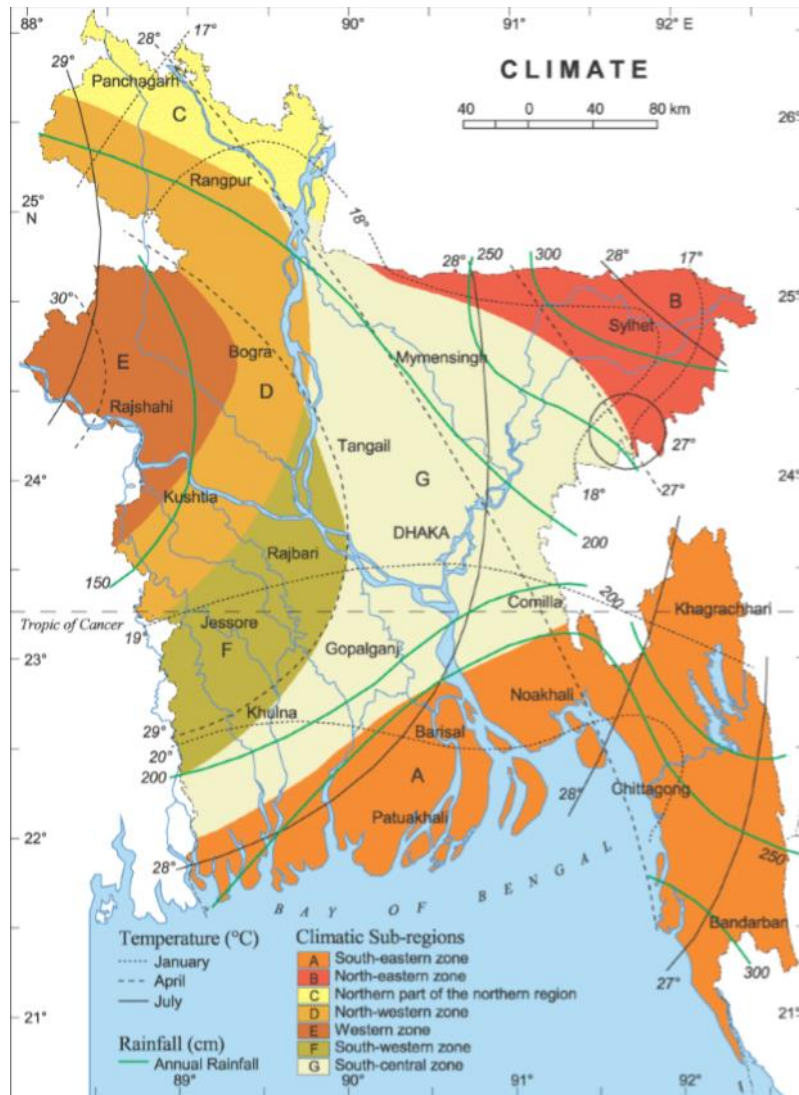 88°
90°
91°
92° E
28°
17°
29°
Panchagarh
C
CLIMATE
40 0 40 80 km
26°
Rangpur
25°
N
18°
28°
250
300
28°
17°
B
25°
Sylhet
30°
E
Bogra
Mymensingh
Rajshahi
D
Tangail
27°
24°
G
24°
Kushtia
18°
27°
DHAKA
Rajbari
200
150
Comilla
200
Khagrachhari
Tropic of Cancer
19°
Jessore
F
Gopalganj
23°
23°
Noakhali
Khulna
29°
20°
Barisal
200
A
Chittagong
28°
22°
Patuakhali
22°
28°
250
BAY OF BENGAL
Bandarban
27°
300
Temperature (°C)
January
April
July
Rainfall (cm)
Annual Rainfall
Climatic Sub-regions
A South-eastern zone
B North-eastern zone
C Northern part of the northern region
D North-western zone
E Western zone
F South-western zone
G South-central zone
21°
21°
89°
90°
91°
92°